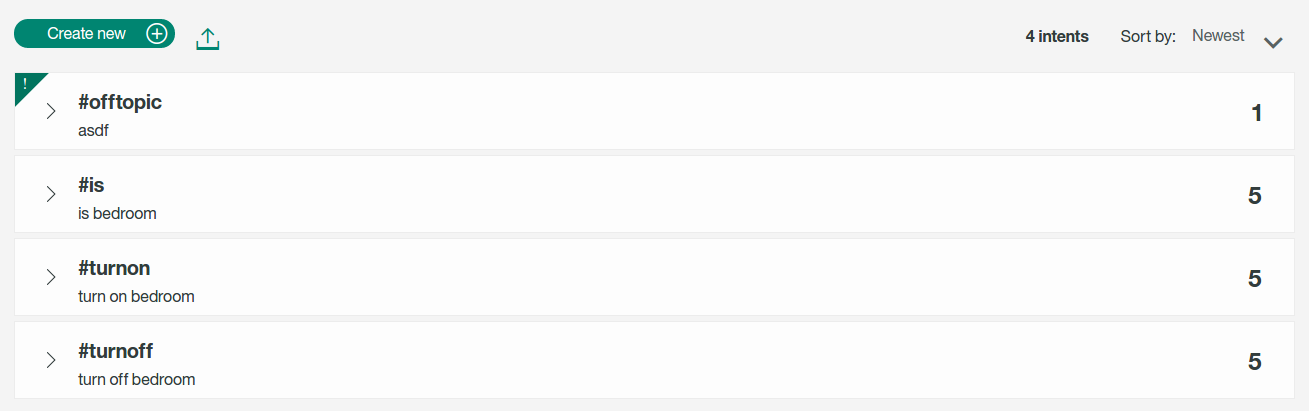 Create new
4 intents Sort by: Newest
!
#offtopic
asdf
1
#is
is bedroom
5
#turnon
turn on bedroom
5
#turnoff
turn off bedroom
5